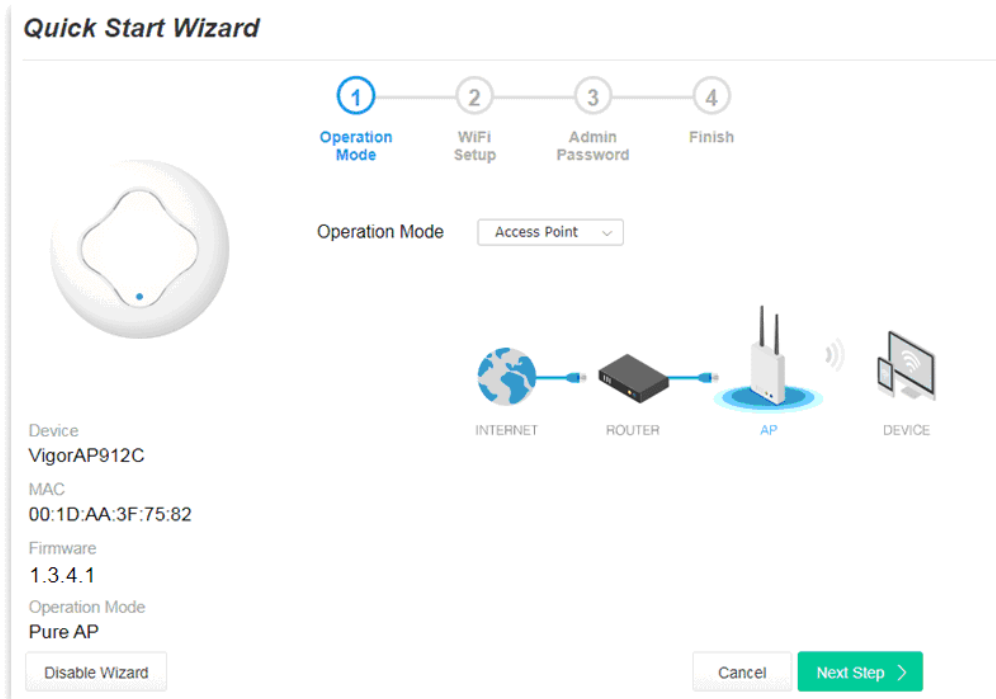 Quick Start Wizard
1
2
3
4
Operation
Mode
WiFi
Setup
Admin
Password
Finish
Operation Mode
Access Point
INTERNET
ROUTER
AP
DEVICE
Device
VigorAP912C
MAC
00:1D:AA:3F:75:82
Firmware
1.3.4.1
Operation Mode
Pure AP
Disable Wizard
Cancel
Next Step